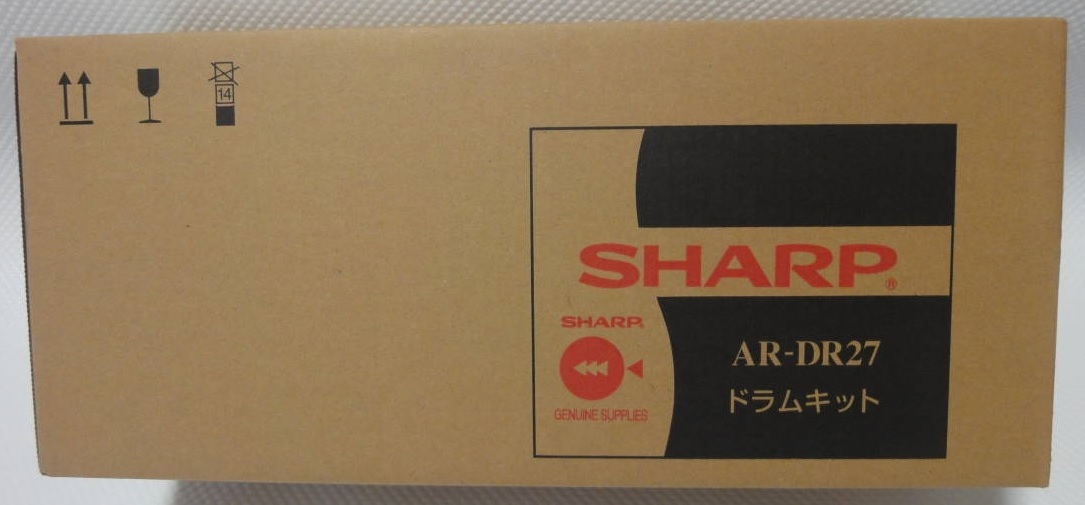 14
SHARP®
SHARP
GENUINE SUPPLIES
AR-DR27
ドラムキット